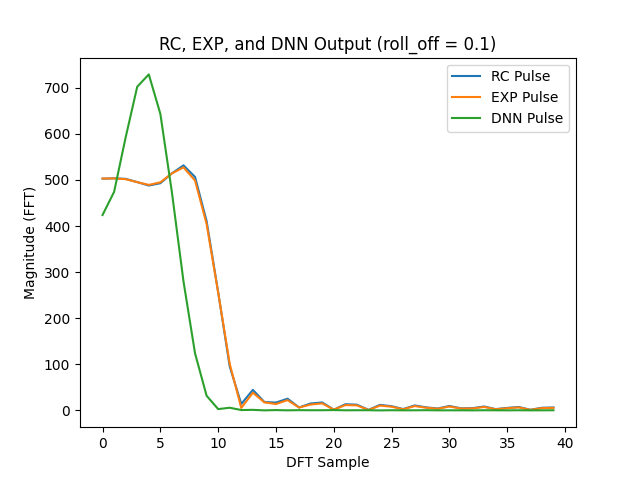 RC, EXP, and DNN Output (roll_off = 0.1)
RC Pulse
EXP Pulse
DNN Pulse
Magnitude (FFT)
700
600
500
400
300
200
100
0
0 5 10 15 20 25 30 35 40
DFT Sample